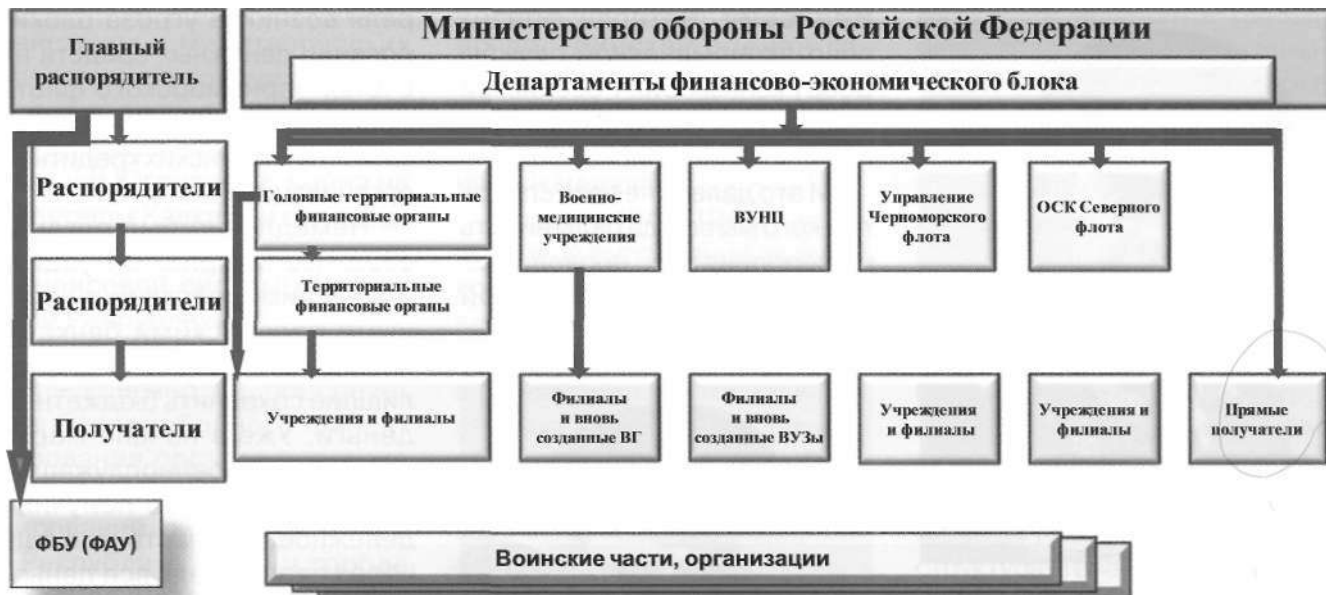 Главный
распорядитель
Министерство обороны Российской Федерации
Департаменты финансово-экономического блока
Распорядители
Распорядители
Получатели
ФБУ (ФАУ)
Головные территориальные
финансовые органы
Территориальные
финансовые органы
Учреждения и филиалы
Военно-
медицинские
учреждения
Филиалы
и вновь
созданные ВГ
ВУНЦ
Филиалы
и вновь
созданные ВУЗы
Управление
Черноморского
флота
Учреждения
и филиалы
ОСК Северного
флота
Учреждения и
филиалы
Прямые
получатели
Воинские части, организации